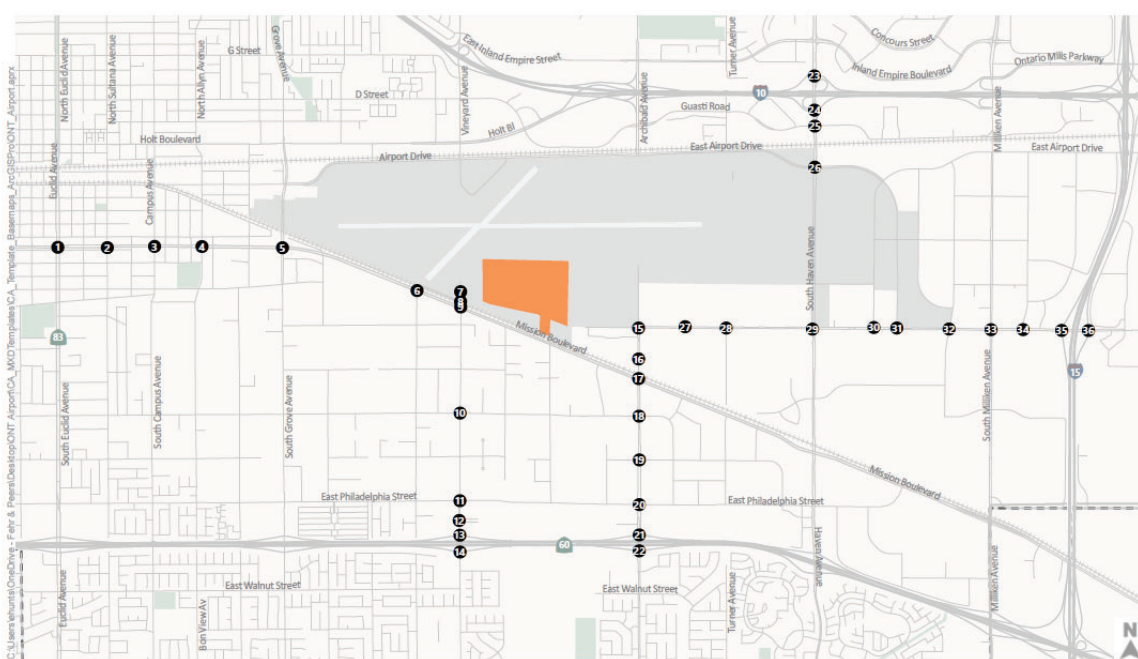 C:\Users\ehunts\OneDrive - Fehr & Peers\Desktop\ONT_Airport\CA_MXDTemplates\CA_Template_Basemaps_ArcGISPro\ONT_Airport.aprx
North Euclid Avenue
North Sultana Avenue
North Allyn Avenue
G Street
Grove Avenue
D Street
Holt Boulevard
East Inland Empire Street
Vineyard Avenue
Holt Bl
Airport Drive
Archibald Avenue
Turner Avenue
Guasti Road
East Airport Drive
10
Concours Street
Inland Empire Boulevard
Ontario Mills Parkway
Milliken Avenue
East Airport Drive
23
24
25
26
Euclid Avenue
Campus Avenue
1
2
3
4
5
6
7
8
9
South Haven Avenue
Mission Boulevard
15
27
28
29
30
31
32
33
34
35
36
83
15
16
17
18
19
20
21
22
10
11
12
13
14
South Euclid Avenue
South Campus Avenue
South Grove Avenue
South Milliken Avenue
Mission Boulevard
East Philadelphia Street
East Philadelphia Street
60
East Walnut Street
East Walnut Street
Euclid Avenue
Bon View Av
Turner Avenue
Haven Avenue
Milliken Avenue
N